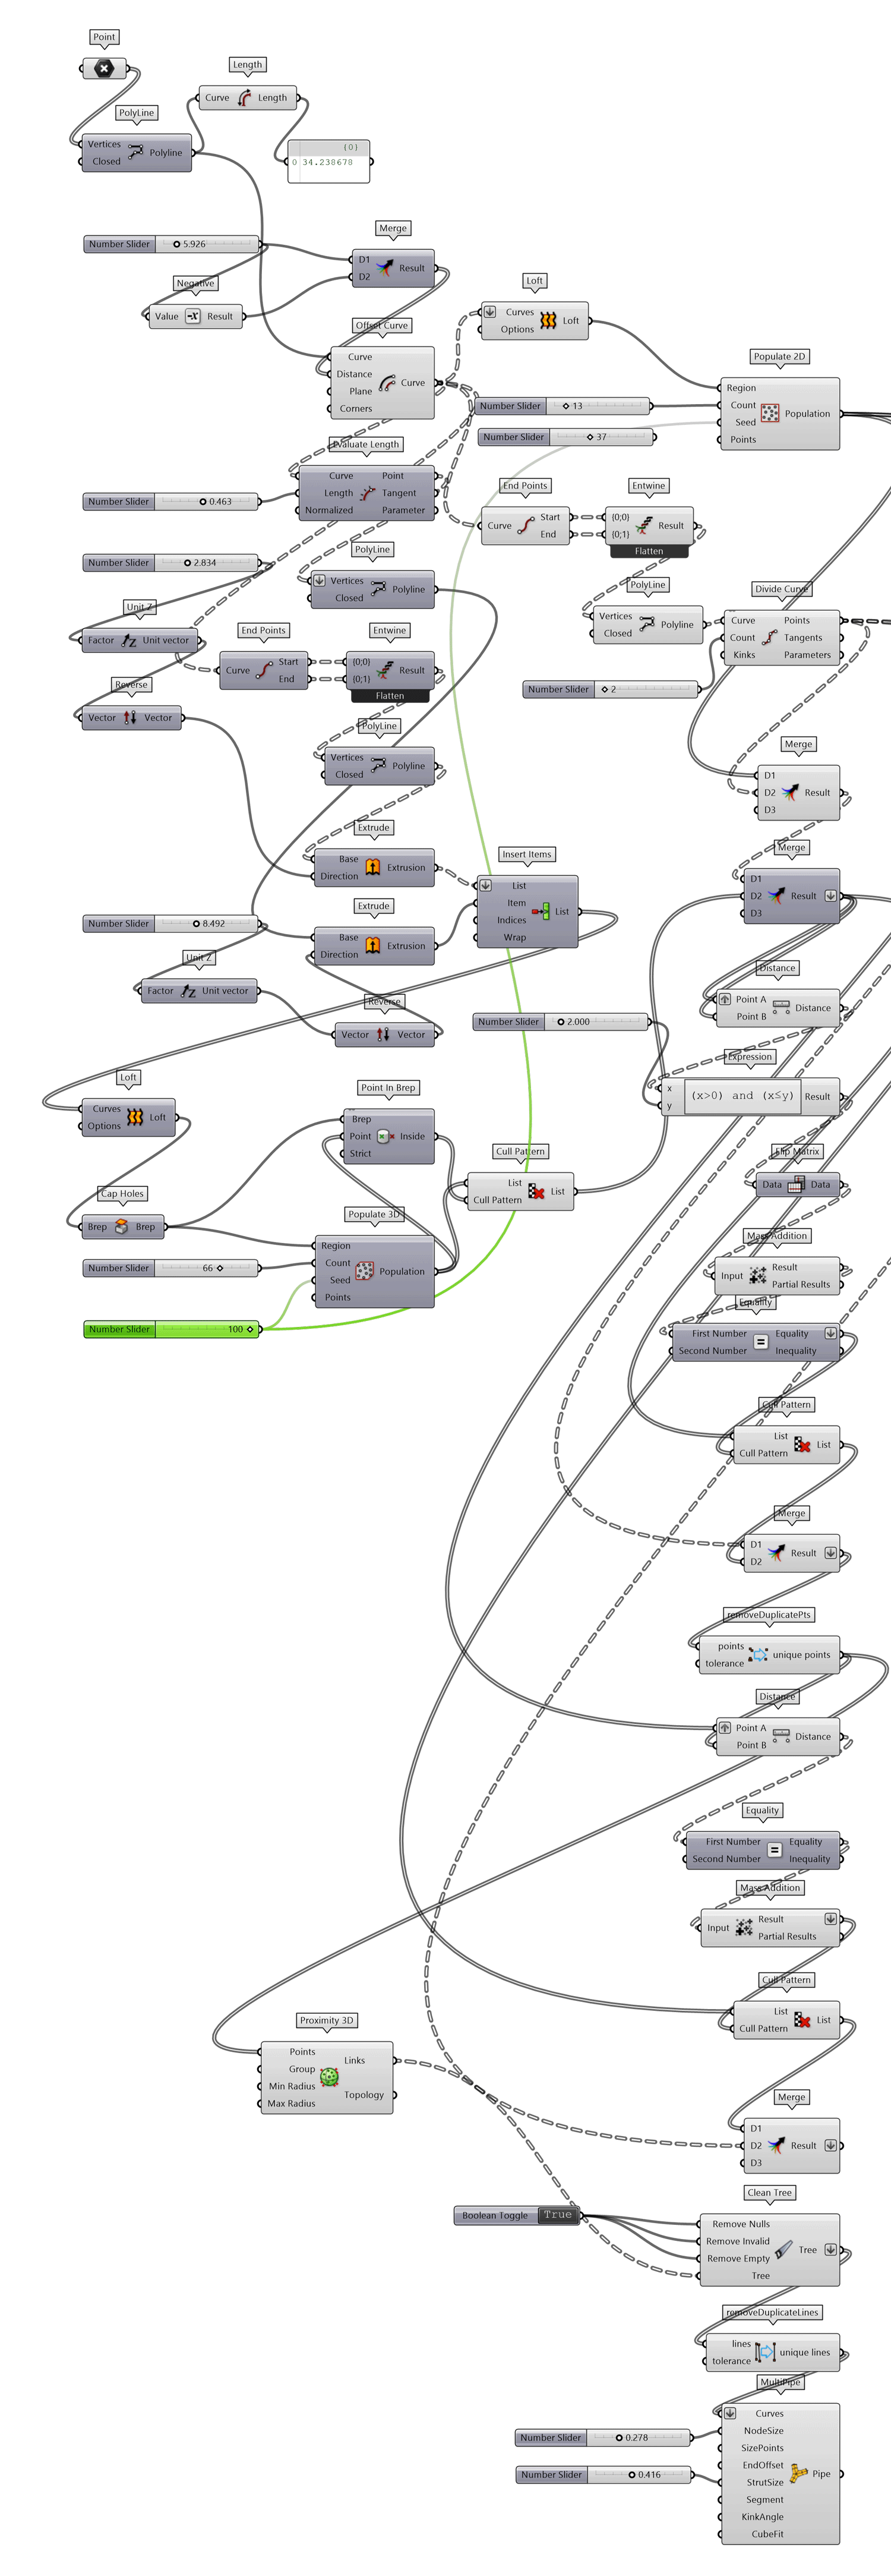 Point
Length
Curve Length
PolyLine
Vertices
Closed
Polyline
{0}
0 34.238678
Number Slider 5.926
Merge
D1
D2
Result
Negative
Value -x Result
Loft
Curves
Options
Loft
Offset Curve
Curve
Distance
Plane
Corners
Curve
Populate 2D
Region
Count
Seed
Points
Population
Number Slider 13
Number Slider 37
Evaluate Length
Curve
Length
Normalized
Point
Tangent
Parameter
Number Slider 0.463
End Points
Curve
Start
End
Entwine
{0;0}
{0;1}
Result
Flatten
Number Slider 2.834
PolyLine
Vertices
Closed
Polyline
PolyLine
Vertices
Closed
Polyline
Divide Curve
Curve
Count
Kinks
Points
Tangents
Parameters
Unit Z
Factor Z Unit vector
End Points
Curve
Start
End
Entwine
{0;0}
{0;1}
Result
Flatten
Number Slider 2
Reverse
Vector Vector
PolyLine
Vertices
Closed
Polyline
Merge
D1
D2
D3
Result
Extrude
Base
Direction
Extrusion
Insert Items
List
Item
Indices
Wrap
List
Merge
D1
D2
D3
Result
Number Slider 8.492
Extrude
Base
Direction
Extrusion
Unit Z
Factor Z Unit vector
Reverse
Vector Vector
Distance
Point A
Point B
Distance
Number Slider 2.000
Expression
x
y
(x>0) and (x≤y)
Result
Loft
Curves
Options
Loft
Point In Brep
Brep
Point
Strict
Inside
Cull Pattern
List
Cull Pattern
List
Flip Matrix
Data Data
Cap Holes
Brep Brep
Populate 3D
Region
Count
Seed
Points
Population
Number Slider 66
Number Slider 100
Mass Addition
Input
Result
Partial Results
Equality
First Number
Second Number
=
Equality
Inequality
Cull Pattern
List
Cull Pattern
List
Merge
D1
D2
Result
removeDuplicatePts
points
tolerance
unique points
Distance
Point A
Point B
Distance
Equality
First Number
Second Number
=
Equality
Inequality
Mass Addition
Input
Result
Partial Results
Cull Pattern
List
Cull Pattern
List
Proximity 3D
Points
Group
Min Radius
Max Radius
Links
Topology
Merge
D1
D2
D3
Result
Boolean Toggle True
Clean Tree
Remove Nulls
Remove Invalid
Remove Empty
Tree
Tree
removeDuplicateLines
lines
tolerance
unique lines
MultiPipe
Curves
NodeSize
SizePoints
EndOffset
StrutSize
Segment
KinkAngle
CubeFit
Pipe
Number Slider 0.278
Number Slider 0.416